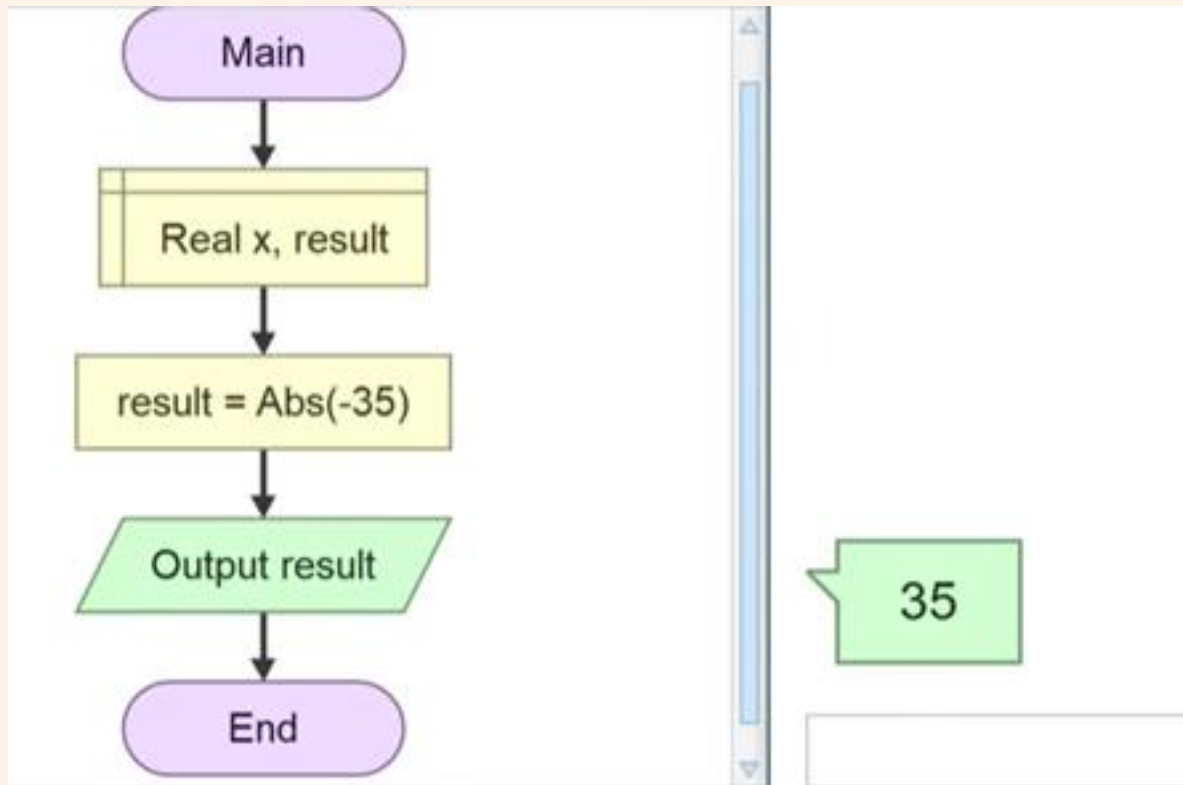 Main
Real x, result
result = Abs(-35)
Output result
End
35